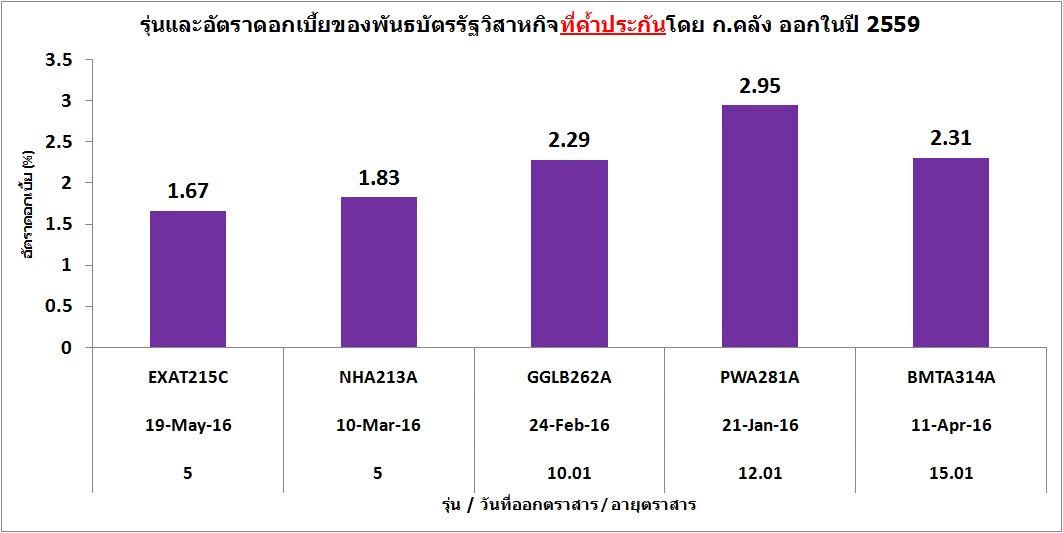 รุ่นและอัตราดอกเบี้ยของพันธบัตรรัฐวิสาหกิจที่ค้ำประกันโดย ก.คลัง ออกในปี 2559
อัตราดอกเบี้ย (%)
3.5
3
2.5
2
1.5
1
0.5
0
1.67
1.83
2.29
2.95
2.31
EXAT215C NHA213A GGLB262A PWA281A BMTA314A
19-May-16 10-Mar-16 24-Feb-16 21-Jan-16 11-Apr-16
5 5 10.01 12.01 15.01
รุ่น / วันที่ออกตราสาร / อายุตราสาร